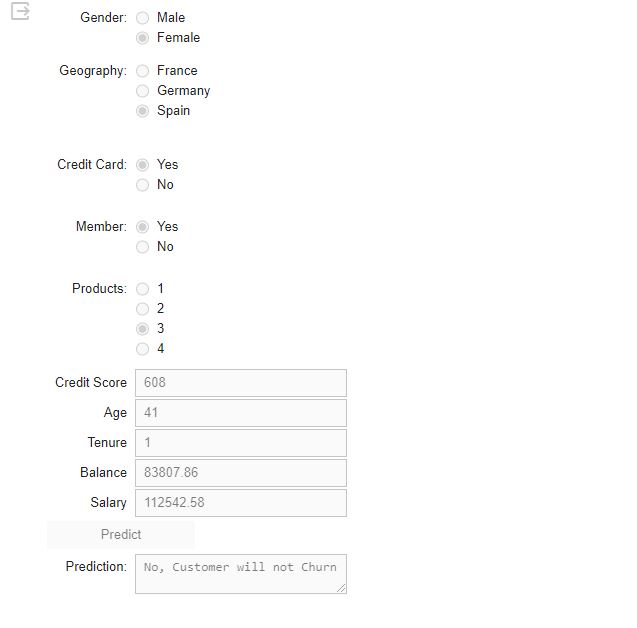 Gender: Male
Female
Geography: France
Germany
Spain
Credit Card: Yes
No
Member: Yes
No
Products: 1
2
3
4
Credit Score 608
Age 41
Tenure 1
Balance 83807.86
Salary 112542.58
Predict
Prediction: No, Customer will not Churn